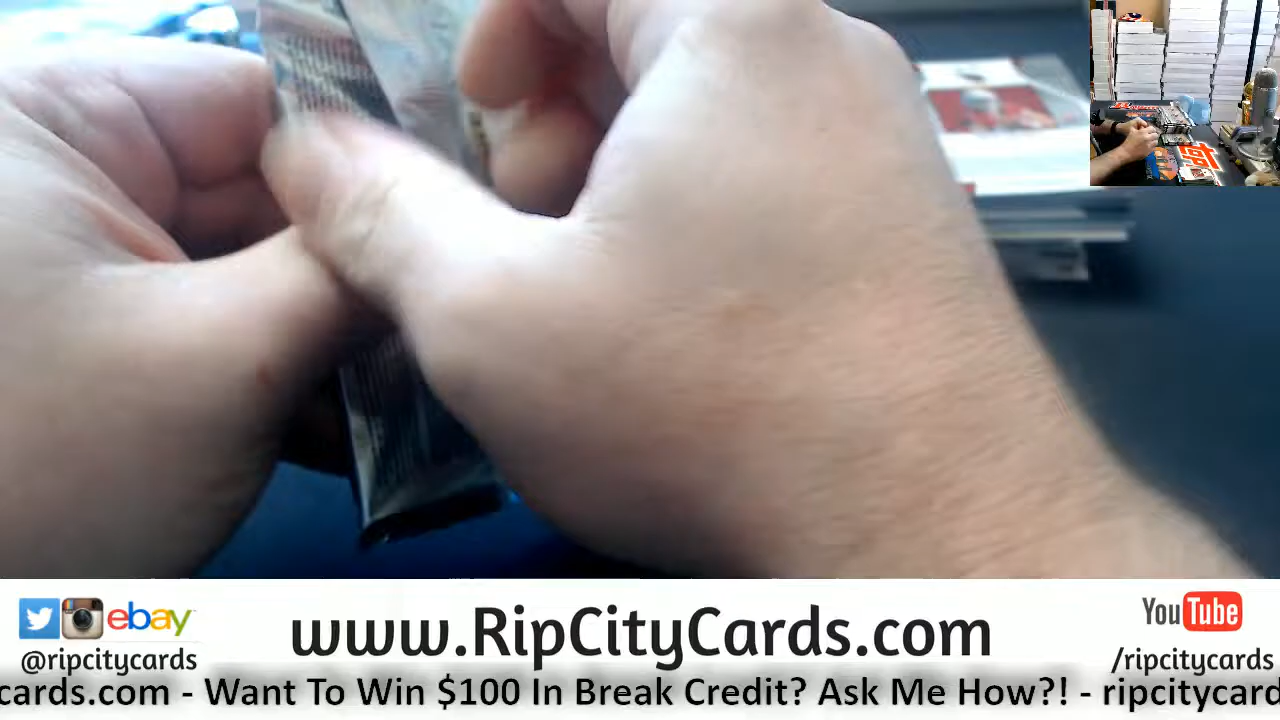 ebay
@ripcitycards
www.RipCityCards.com
YouTube
/ripcitycards
cards.com - Want To Win $100 In Break Credit? Ask Me How?! - ripcitycard